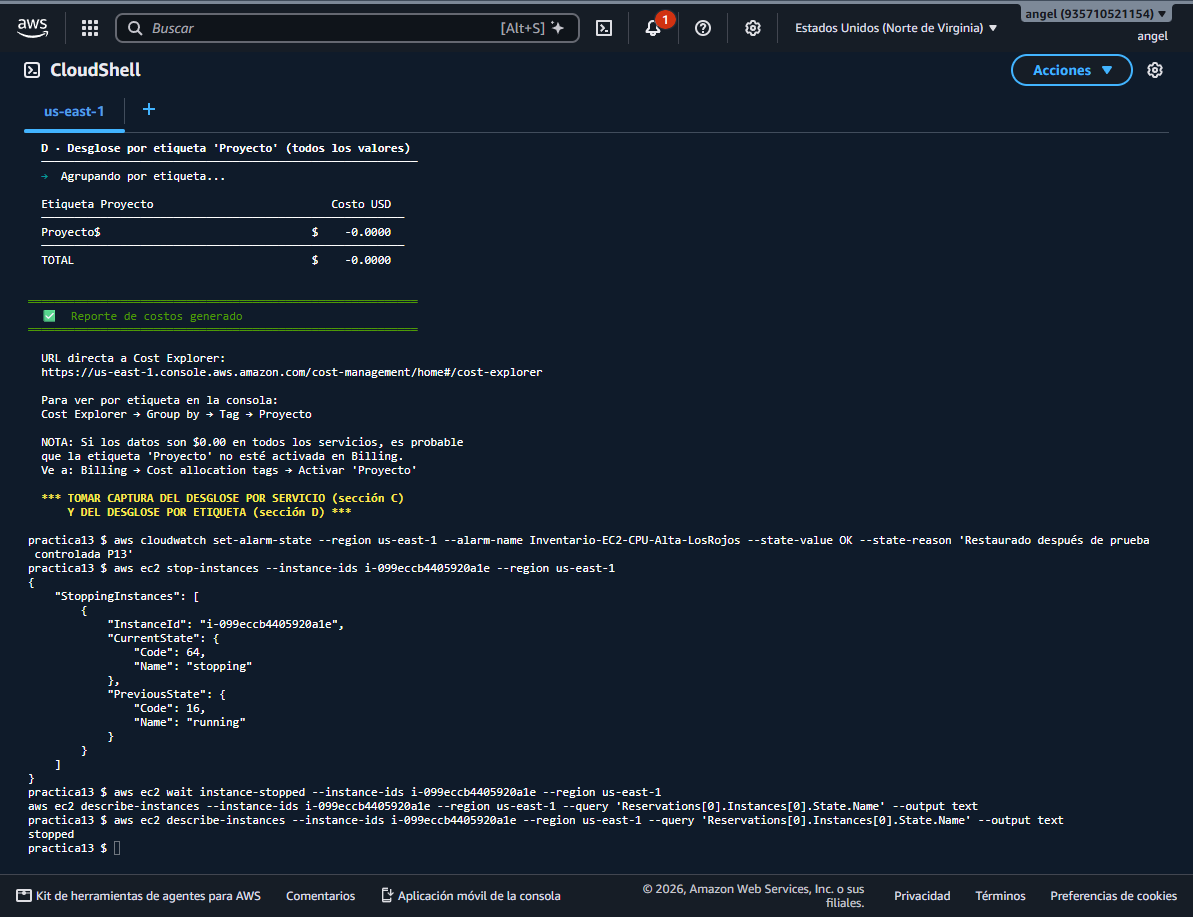 aws
Buscar [Alt+S]
1
Estados Unidos (Norte de Virginia) ▼
angel (935710521154) ▼
angel
CloudShell
Acciones ▼
us-east-1 +
D · Desglose por etiqueta 'Proyecto' (todos los valores)
→ Agrupando por etiqueta...
Etiqueta Proyecto Costo USD
Proyecto$ $ -0.0000
TOTAL $ -0.0000
✅ Reporte de costos generado
URL directa a Cost Explorer:
https://us-east-1.console.aws.amazon.com/cost-management/home#/cost-explorer
Para ver por etiqueta en la consola:
Cost Explorer → Group by → Tag → Proyecto
NOTA: Si los datos son $0.00 en todos los servicios, es probable
que la etiqueta 'Proyecto' no esté activada en Billing.
Ve a: Billing → Cost allocation tags → Activar 'Proyecto'
*** TOMAR CAPTURA DEL DESGLOSE POR SERVICIO (sección C)
Y DEL DESGLOSE POR ETIQUETA (sección D) ***
practica13 $ aws cloudwatch set-alarm-state --region us-east-1 --alarm-name Inventario-EC2-CPU-Alta-LosRojos --state-value OK --state-reason 'Restaurado después de prueba
controlada P13'
practica13 $ aws ec2 stop-instances --instance-ids i-099eccb4405920a1e --region us-east-1
{
"StoppingInstances": [
{
"InstanceId": "i-099eccb4405920a1e",
"CurrentState": {
"Code": 64,
"Name": "stopping"
},
"PreviousState": {
"Code": 16,
"Name": "running"
}
}
]
}
practica13 $ aws ec2 wait instance-stopped --instance-ids i-099eccb4405920a1e --region us-east-1
aws ec2 describe-instances --instance-ids i-099eccb4405920a1e --region us-east-1 --query 'Reservations[0].Instances[0].State.Name' --output text
practica13 $ aws ec2 describe-instances --instance-ids i-099eccb4405920a1e --region us-east-1 --query 'Reservations[0].Instances[0].State.Name' --output text
stopped
practica13 $
Kit de herramientas de agentes para AWS Comentarios Aplicación móvil de la consola
© 2026, Amazon Web Services, Inc. o sus
filiales.
Privacidad Términos Preferencias de cookies